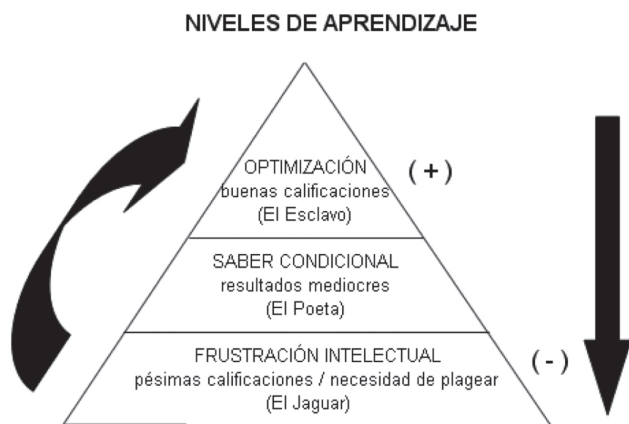 NIVELES DE APRENDIZAJE
OPTIMIZACIÓN
(+)
buenas calificaciones
(El Esclavo)
SABER CONDICIONAL
resultados mediocres
(El Poeta)
FRUSTRACIÓN INTELECTUAL
(-)
pésimas calificaciones / necesidad de plagear
(El Jaguar)